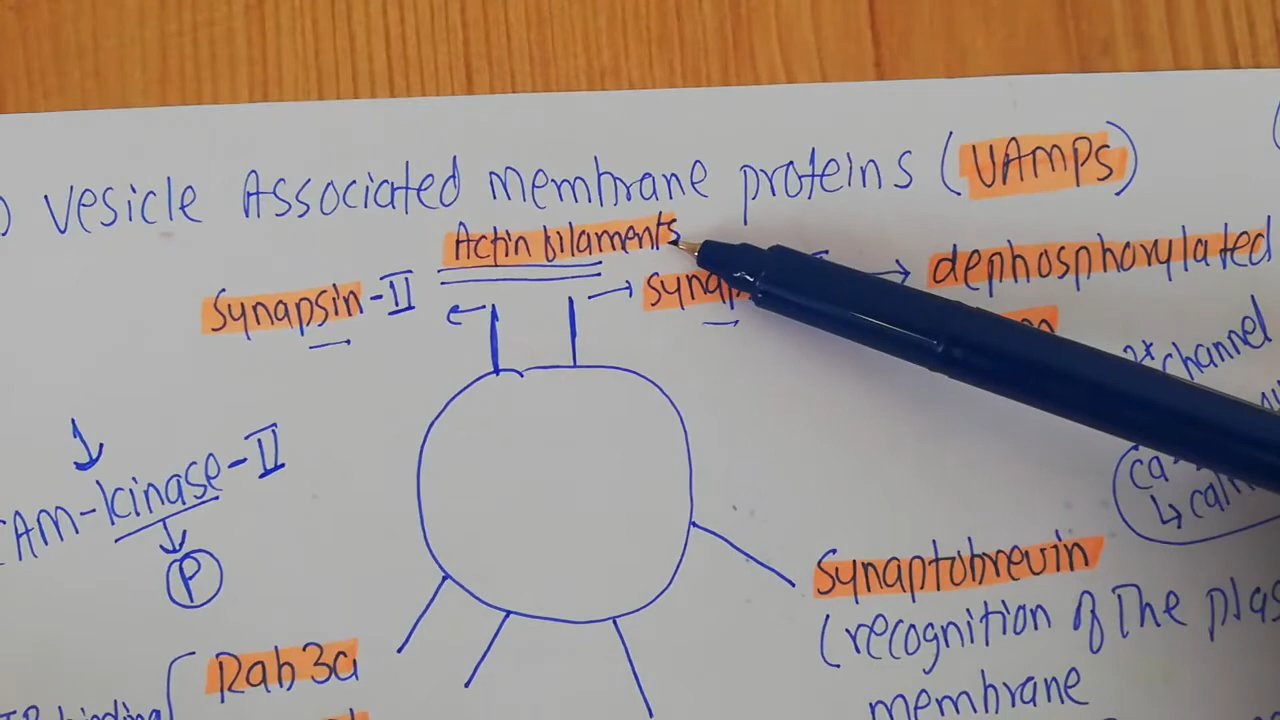 ) Vesicle Associated membrane proteins (VAMPs)
Actin filaments
Synapsin-II
dephosphorylated
channel
CAM-kinase-II
P
Synaptobrevin
(recognition of The
membrane
Rab3a
binding